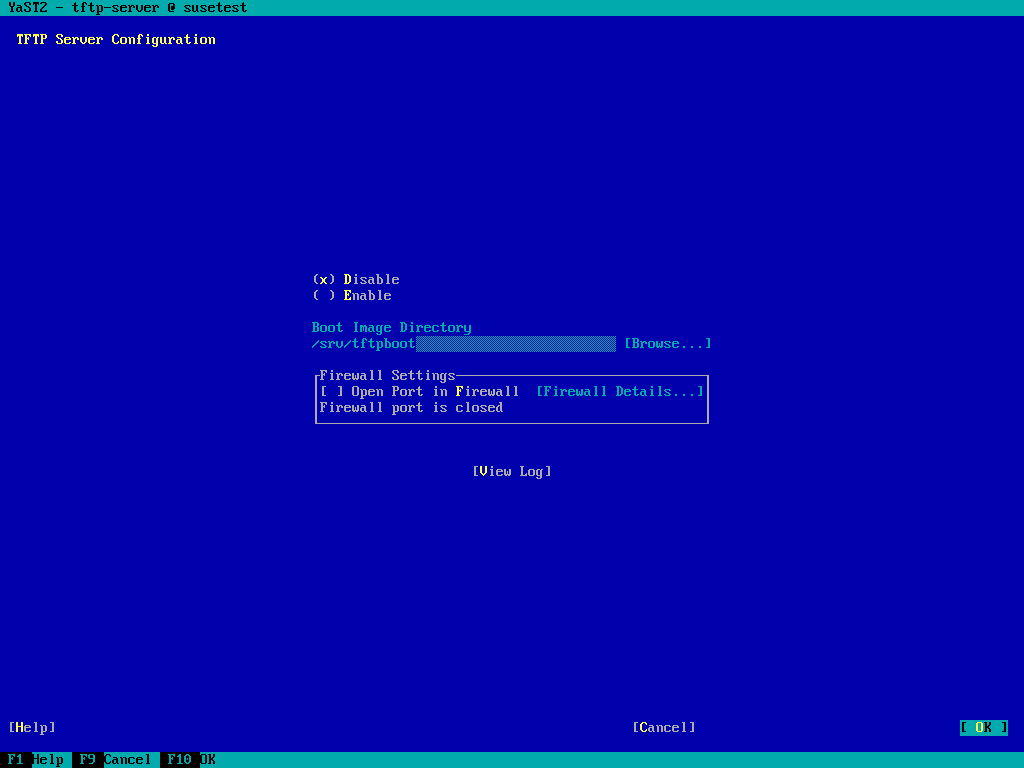 YaST2 - tftp-server @ susetest
TFTP Server Configuration
(x) Disable
( ) Enable
Boot Image Directory
/srv/tftpboot [Browse...]
Firewall Settings
[ ] Open Port in Firewall [Firewall Details...]
Firewall port is closed
[View Log]
[Help] [Cancel] [ OK ]
F1 Help F9 Cancel F10 OK